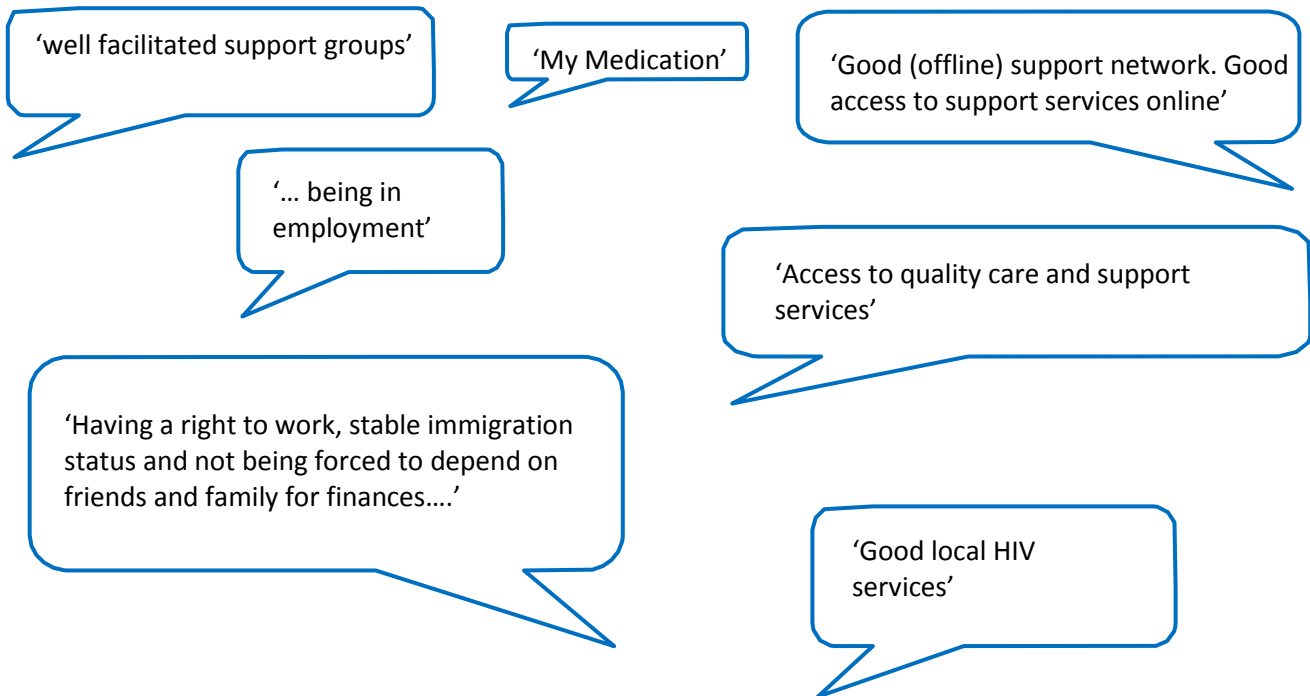 ‘well facilitated support groups’
‘My Medication’
‘Good (offline) support network. Good
access to support services online’
‘… being in
employment’
‘Access to quality care and support
services’
‘Having a right to work, stable immigration
status and not being forced to depend on
friends and family for finances….’
‘Good local HIV
services’